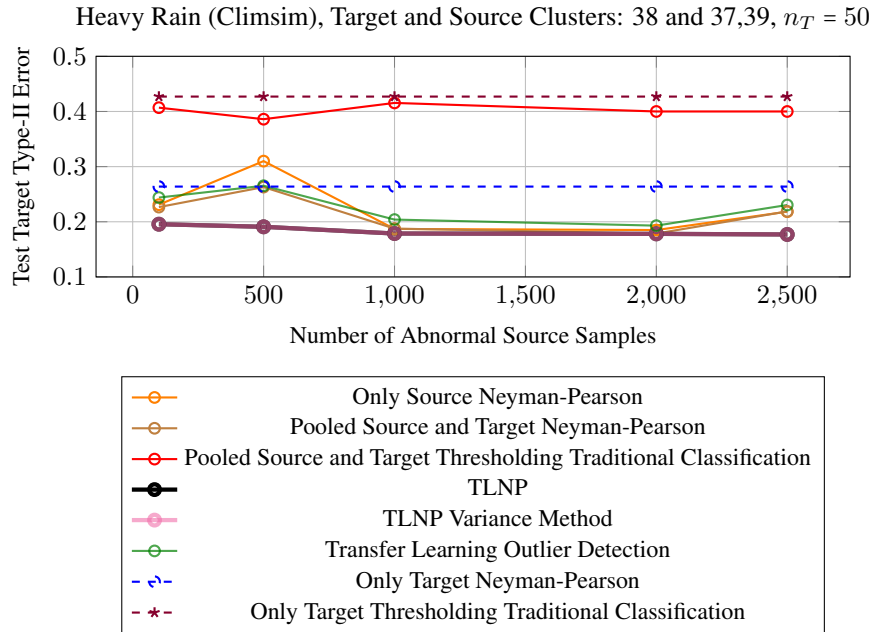 Heavy Rain (Climsim), Target and Source Clusters: 38 and 37,39, n_T = 50
Test Target Type-II Error
0.5
0.4
0.3
0.2
0.1
0 500 1,000 1,500 2,000 2,500
Number of Abnormal Source Samples
Only Source Neyman-Pearson
Pooled Source and Target Neyman-Pearson
Pooled Source and Target Thresholding Traditional Classification
TLNP
TLNP Variance Method
Transfer Learning Outlier Detection
Only Target Neyman-Pearson
Only Target Thresholding Traditional Classification